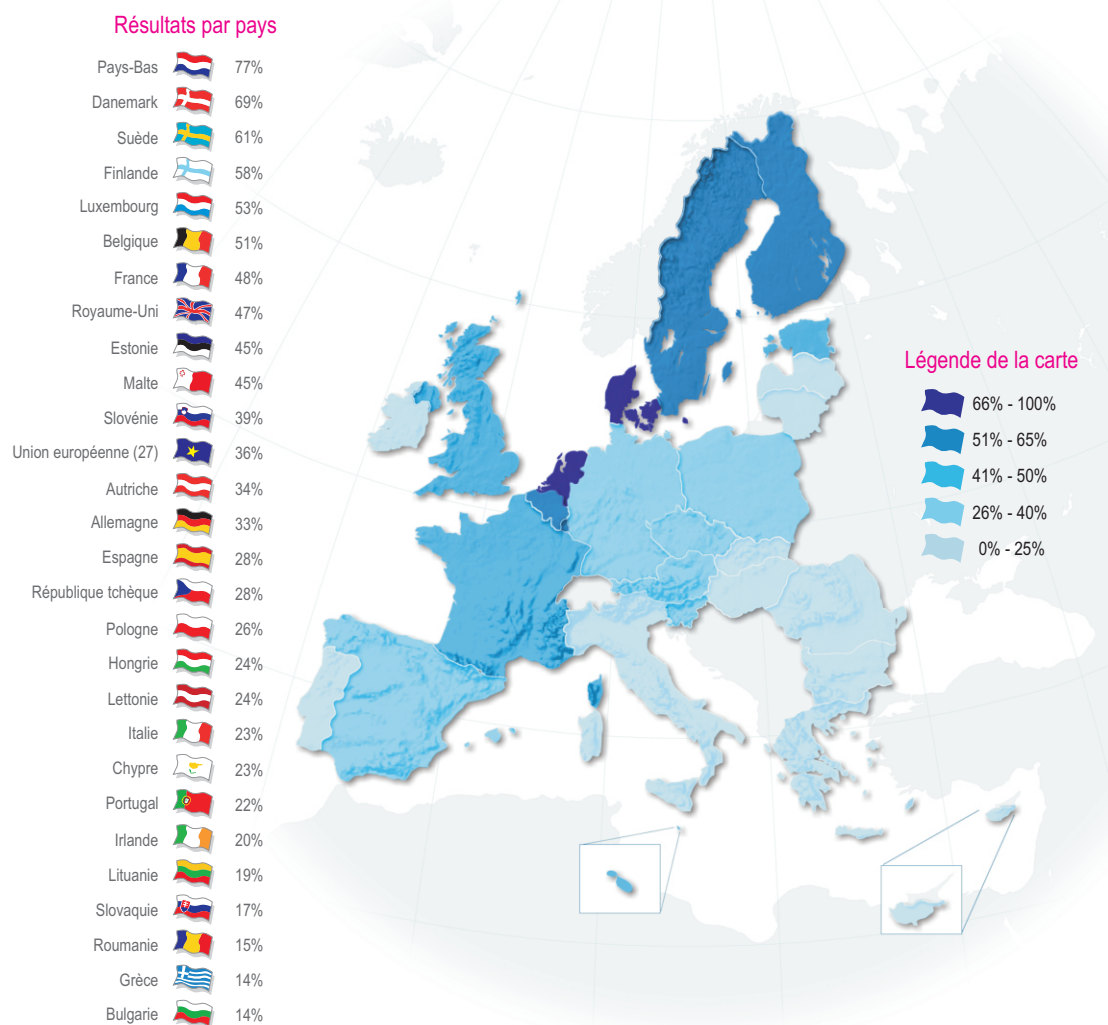 Résultats par pays
Pays-Bas 77%
Danemark 69%
Suède 61%
Finlande 58%
Luxembourg 53%
Belgique 51%
France 48%
Royaume-Uni 47%
Estonie 45%
Malte 45%
Slovénie 39%
Union européenne (27) 36%
Autriche 34%
Allemagne 33%
Espagne 28%
République tchèque 28%
Pologne 26%
Hongrie 24%
Lettonie 24%
Italie 23%
Chypre 23%
Portugal 22%
Irlande 20%
Lituanie 19%
Slovaquie 17%
Roumanie 15%
Grèce 14%
Bulgarie 14%
Légende de la carte
66% - 100%
51% - 65%
41% - 50%
26% - 40%
0% - 25%